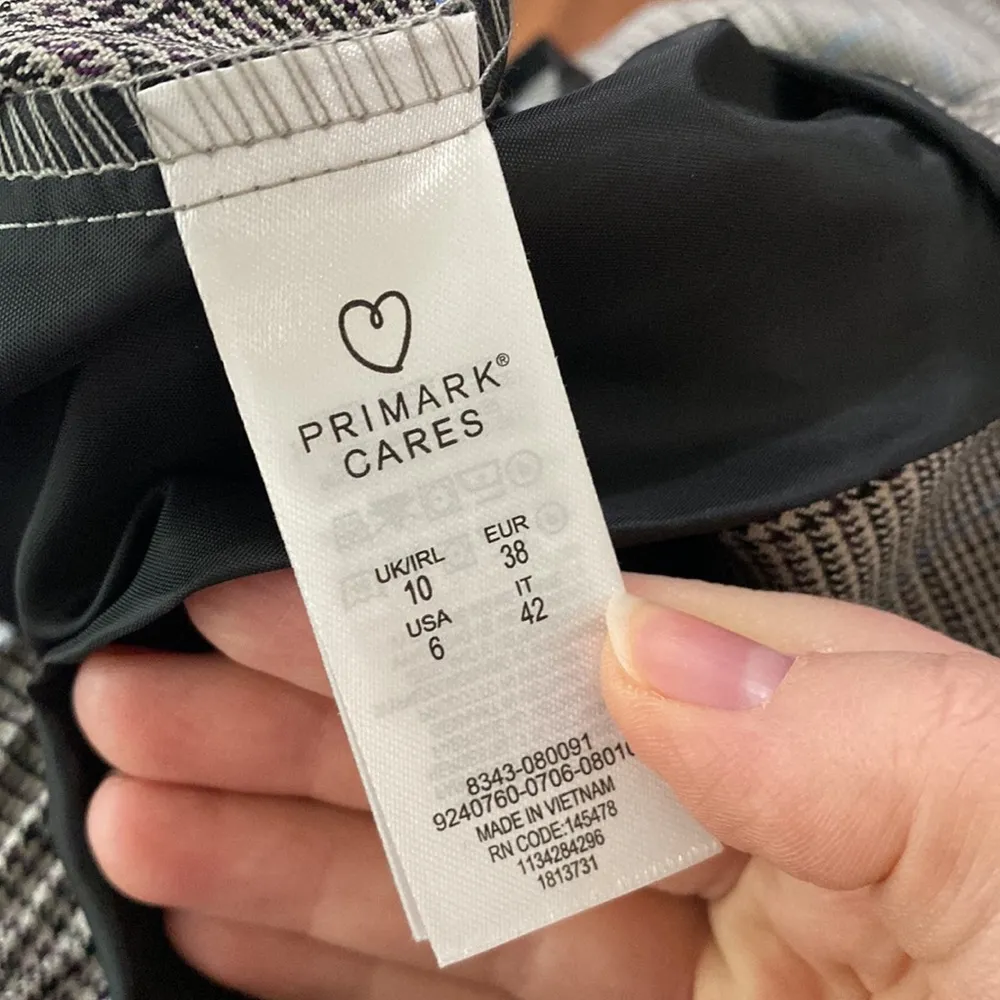 PRIMARK®
CARES
UK/IRL EUR
10 38
USA IT
6 42
8343-080091
9240760-0706-0801
MADE IN VIETNAM
RN CODE:145478
1134284296
1813731